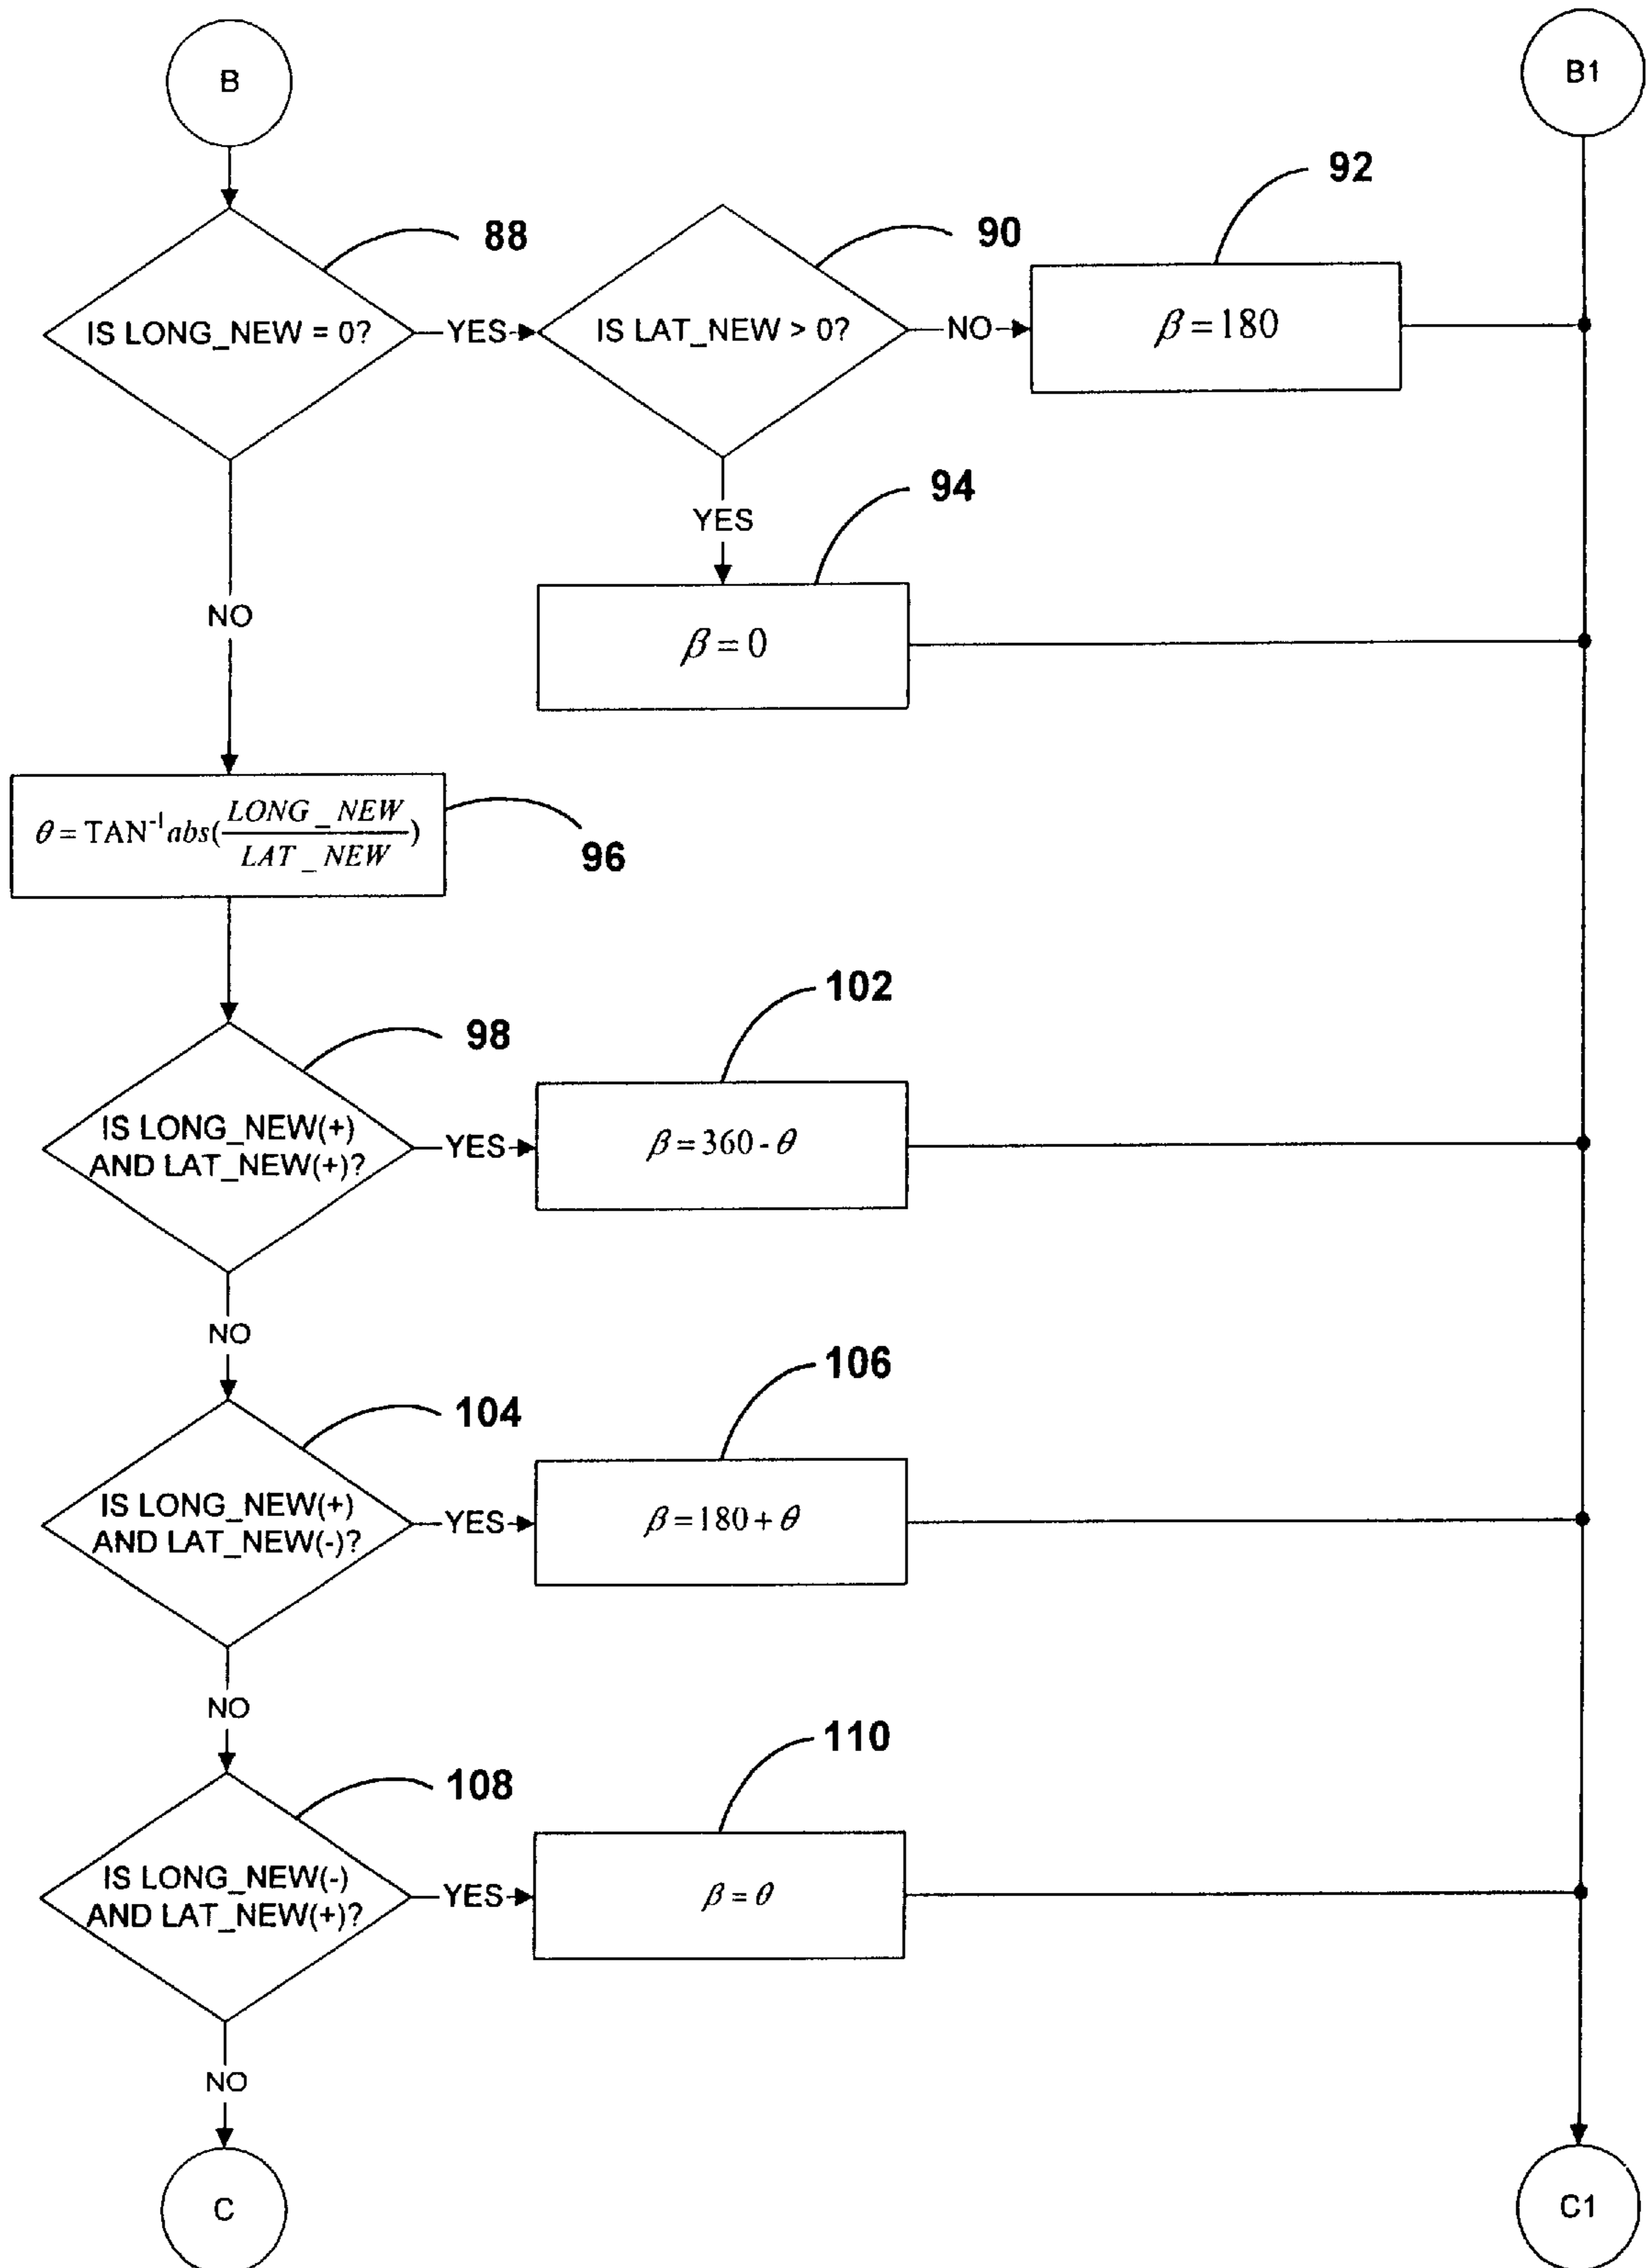 B
B1
92
88
90
IS LONG_NEW = 0?
YES
IS LAT_NEW > 0?
NO
β = 180
94
YES
NO
β = 0
θ = TAN⁻¹ abs(LONG_NEW / LAT_NEW)
96
102
98
IS LONG_NEW(+)
AND LAT_NEW(+)?
YES
β = 360 - θ
NO
106
104
IS LONG_NEW(+)
AND LAT_NEW(-)?
YES
β = 180 + θ
NO
110
108
IS LONG_NEW(-)
AND LAT_NEW(+)?
YES
β = θ
NO
C
C1